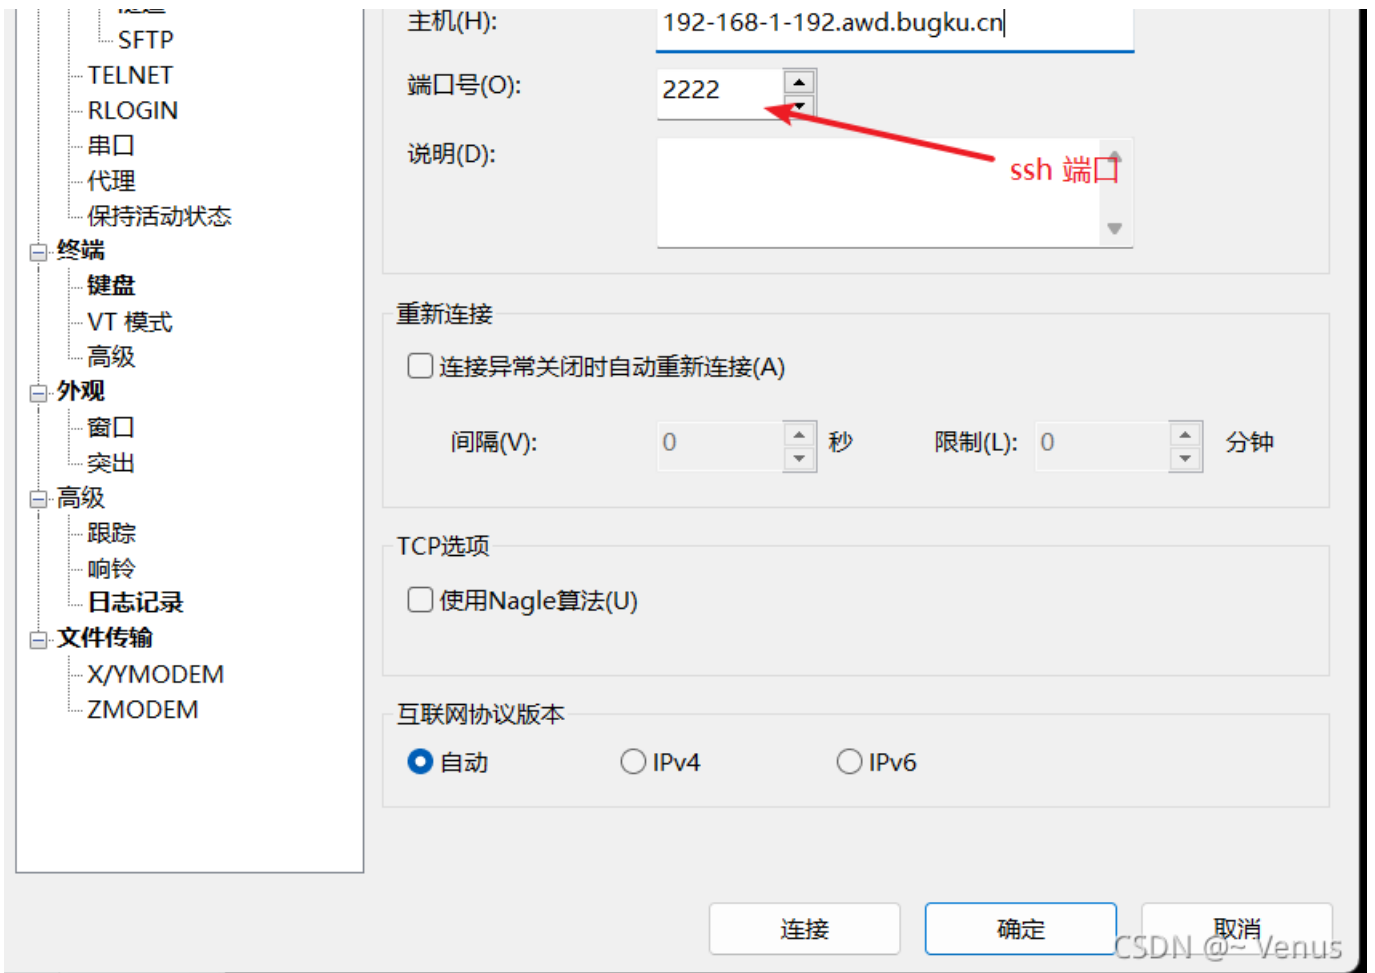 SFTP
TELNET
RLOGIN
串口
代理
保持活动状态
终端
键盘
VT 模式
高级
外观
窗口
突出
高级
跟踪
响铃
日志记录
文件传输
X/YMODEM
ZMODEM
主机(H): 192-168-1-192.awd.bugku.cn
端口号(O): 2222
ssh 端口
说明(D):
重新连接
连接异常关闭时自动重新连接(A)
间隔(V): 0 秒 限制(L): 0 分钟
TCP选项
使用Nagle算法(U)
互联网协议版本
自动 IPv4 IPv6
连接 确定 取消
CSDN @~ Venus